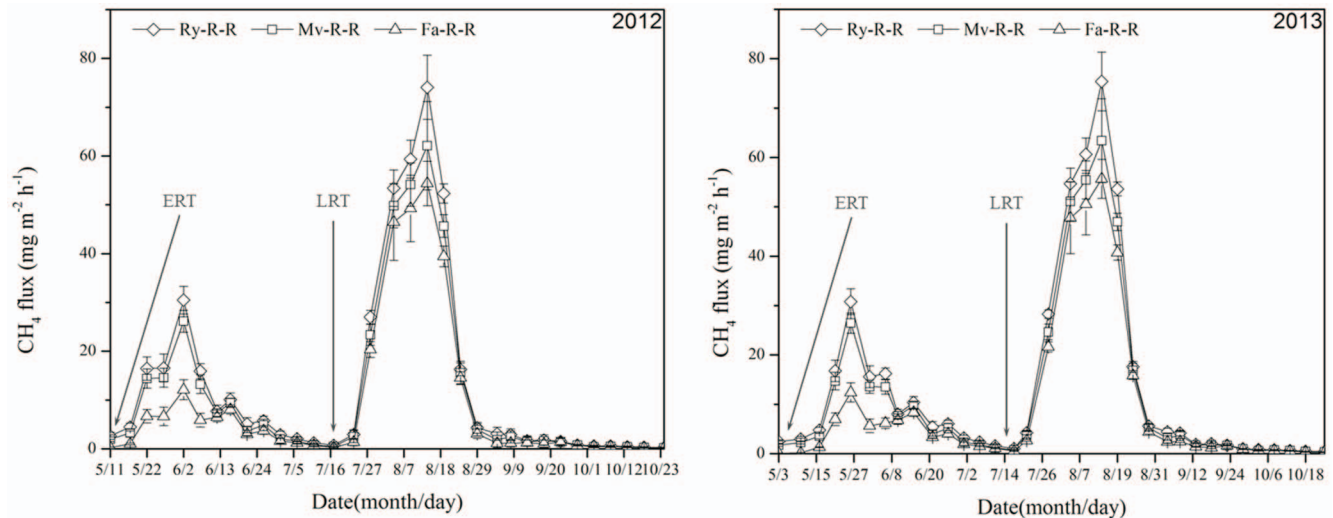 2012
Ry-R-R Mv-R-R Fa-R-R
80
60
40
20
0
ERT
LRT
CH4 flux (mg m-2 h-1)
5/11 5/22 6/2 6/13 6/24 7/5 7/16 7/27 8/7 8/18 8/29 9/9 9/20 10/1 10/12 10/23
Date(month/day)
2013
Ry-R-R Mv-R-R Fa-R-R
80
60
40
20
0
ERT
LRT
CH4 flux (mg m-2 h-1)
5/3 5/15 5/27 6/8 6/20 7/2 7/14 7/26 8/7 8/19 8/31 9/12 9/24 10/6 10/18
Date(month/day)